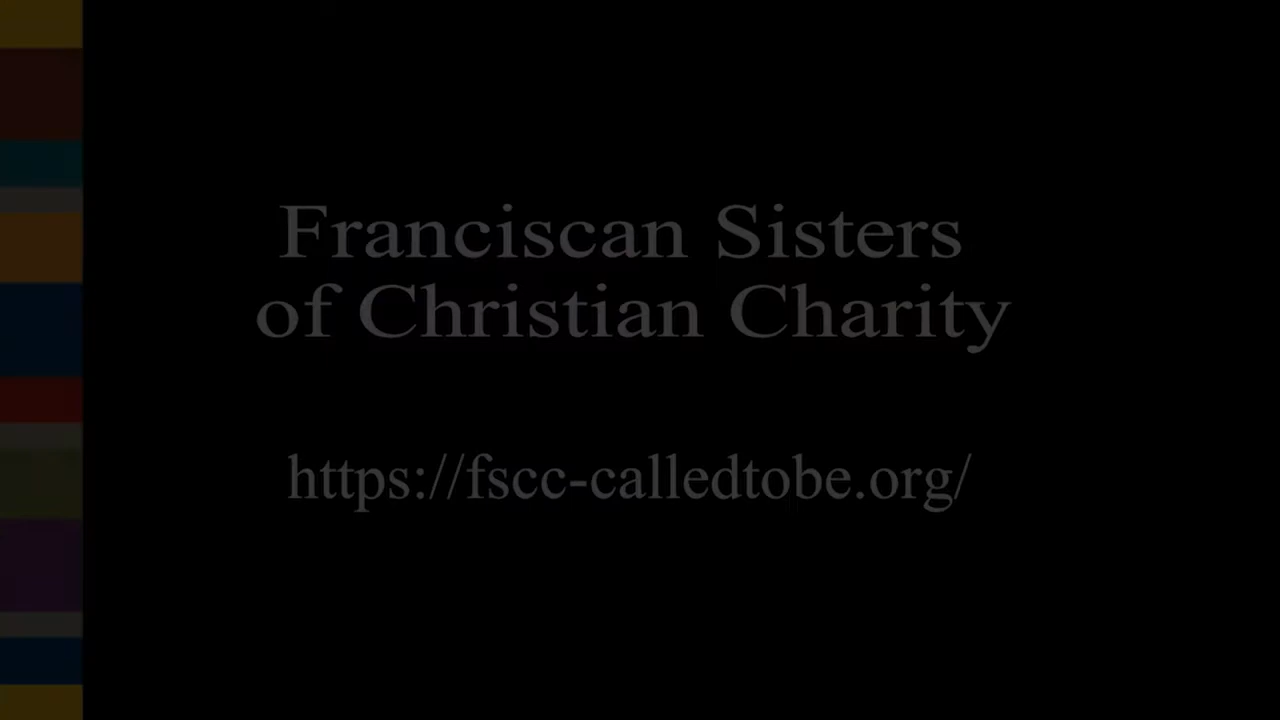 Franciscan Sisters
of Christian Charity
https://fscc-calledtobe.org/